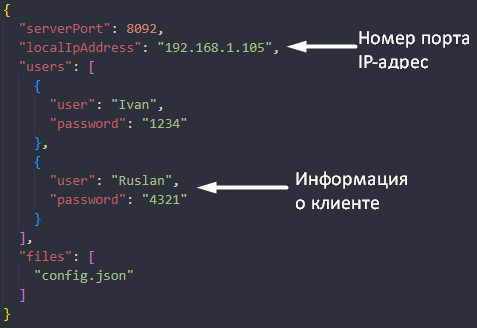 {
"serverPort": 8092,
"localIpAddress": "192.168.1.105",
"users": [
{
"user": "Ivan",
"password": "1234"
},
{
"user": "Ruslan",
"password": "4321"
}
],
"files": [
"config.json"
]
}
Номер порта
IP-адрес
Информация
о клиенте